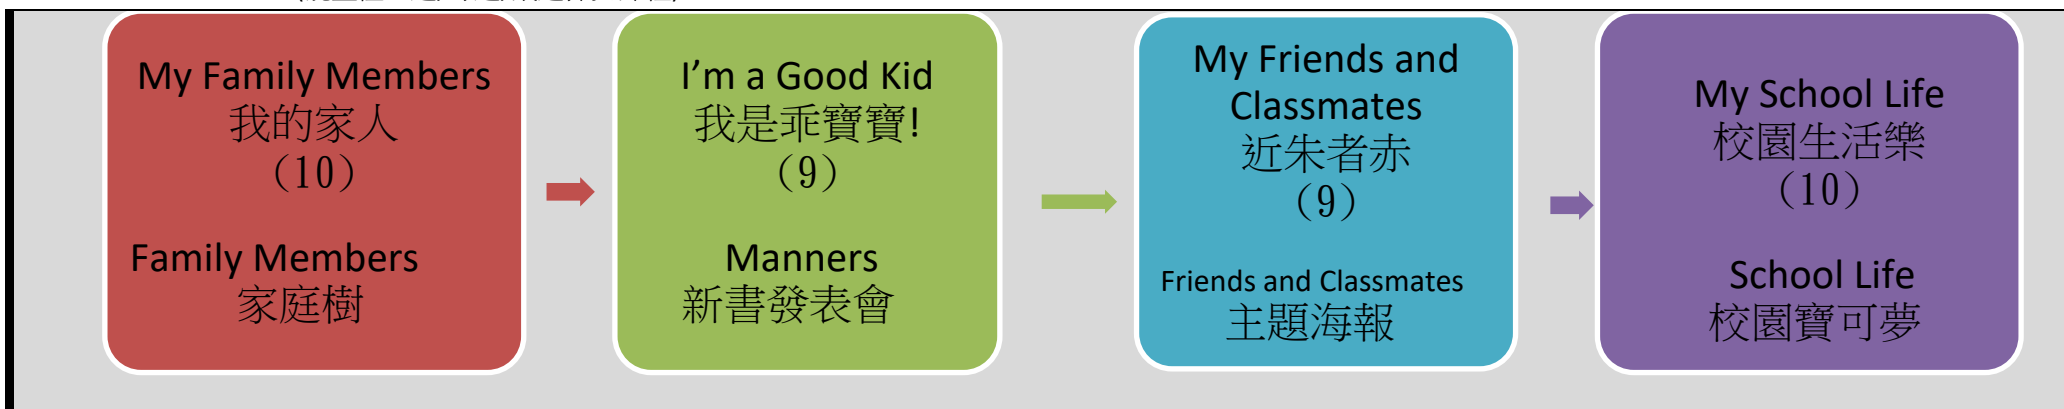 My Family Members
我的家人
（10）
Family Members
家庭樹
I’m a Good Kid
我是乖寶寶!
（9）
Manners
新書發表會
My Friends and
Classmates
近朱者赤
（9）
Friends and Classmates
主題海報
My School Life
校園生活樂
（10）
School Life
校園寶可夢